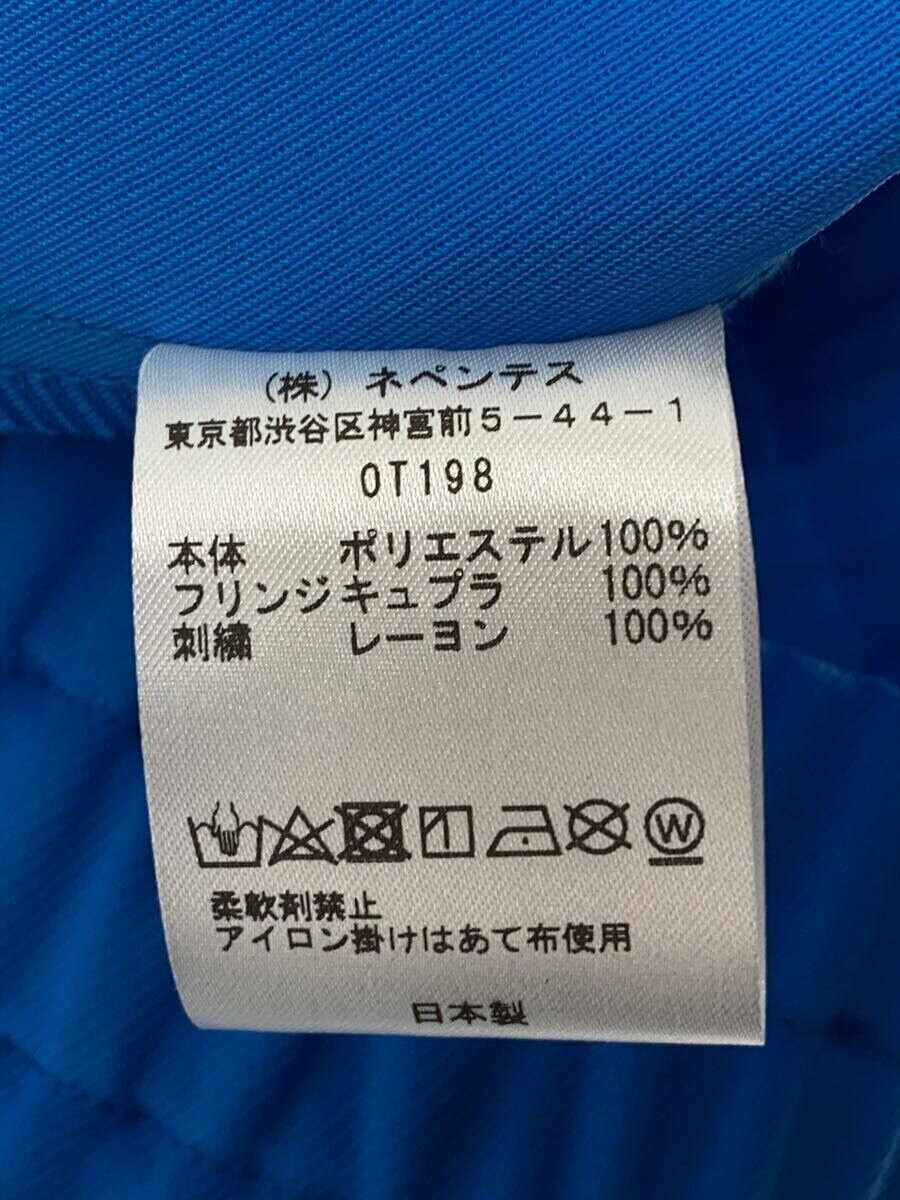 （株）ネペンテス
東京都渋谷区神宮前５－４４－１
OT198
本体 ポリエステル100%
フリンジ キュプラ 100%
刺繍 レーヨン 100%
W
柔軟剤禁止
アイロン掛けはあて布使用
日本製